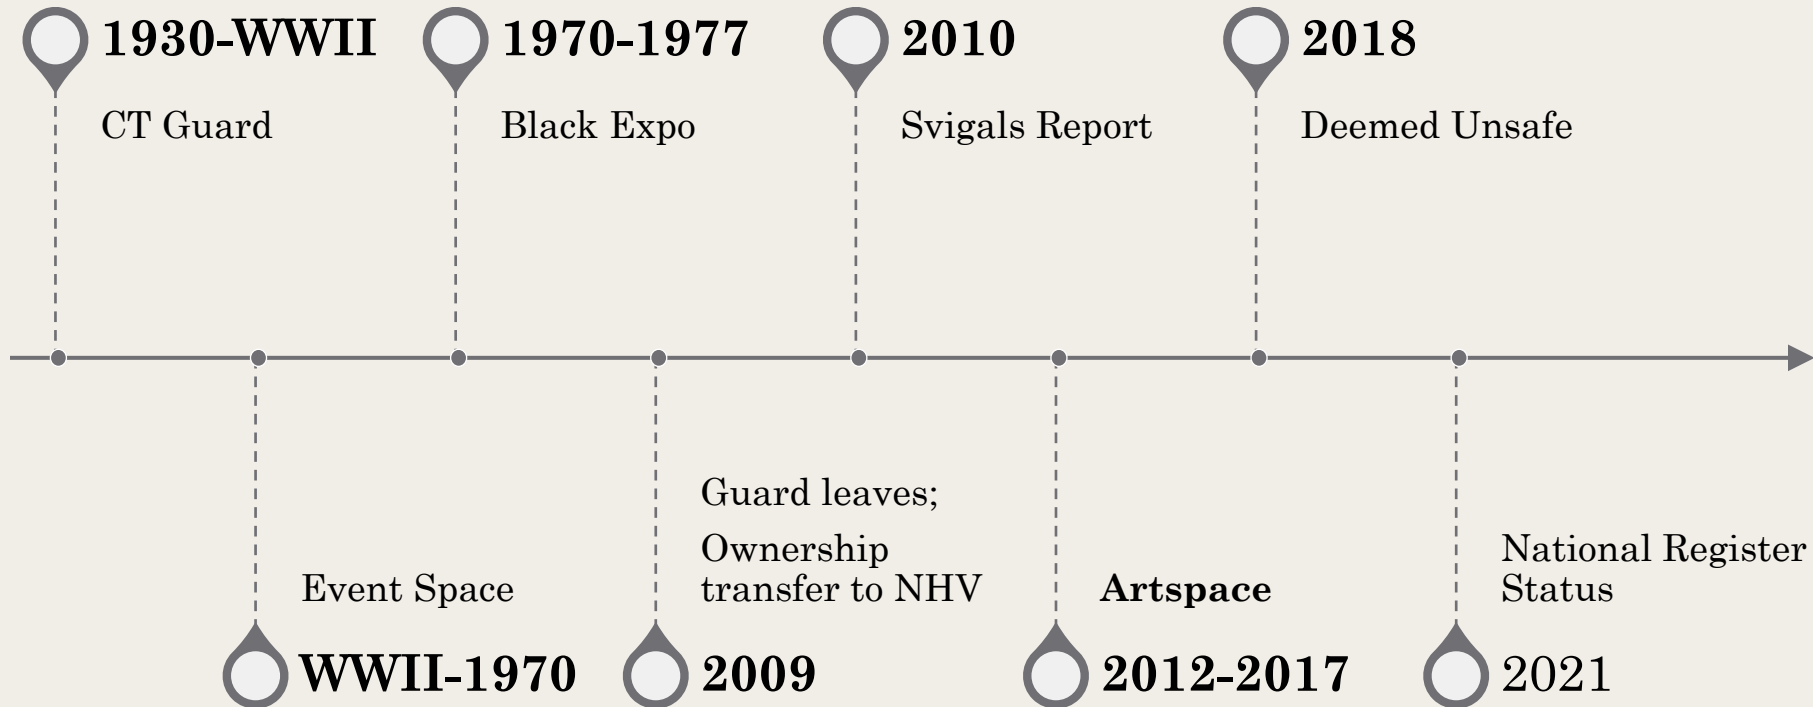 1930-WWII
CT Guard
1970-1977
Black Expo
2010
Svigals Report
2018
Deemed Unsafe
Event Space
WWII-1970
Guard leaves;
Ownership
transfer to NHV
2009
Artspace
2012-2017
National Register
Status
2021